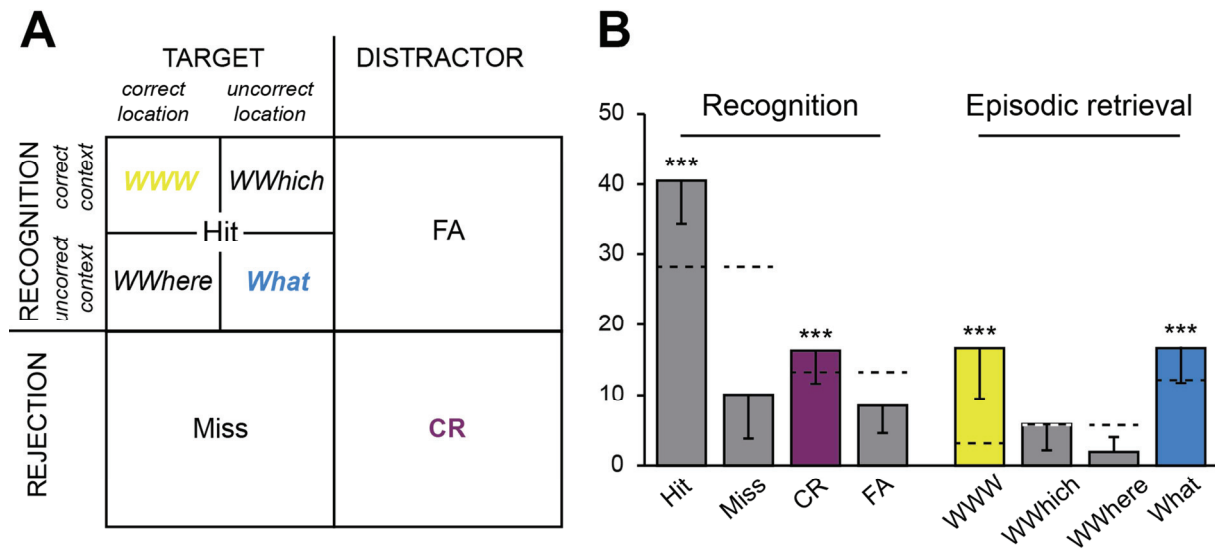 A
TARGET
DISTRACTOR
correct
location
uncorrect
location
RECOGNITION
correct
context
uncorrect
context
WWW
WWhich
Hit
WWhere
What
FA
REJECTION
Miss
CR
B
Recognition
Episodic retrieval
50
40
30
20
10
0
***
***
***
***
Hit
Miss
CR
FA
WWW
WWhich
WWhere
What